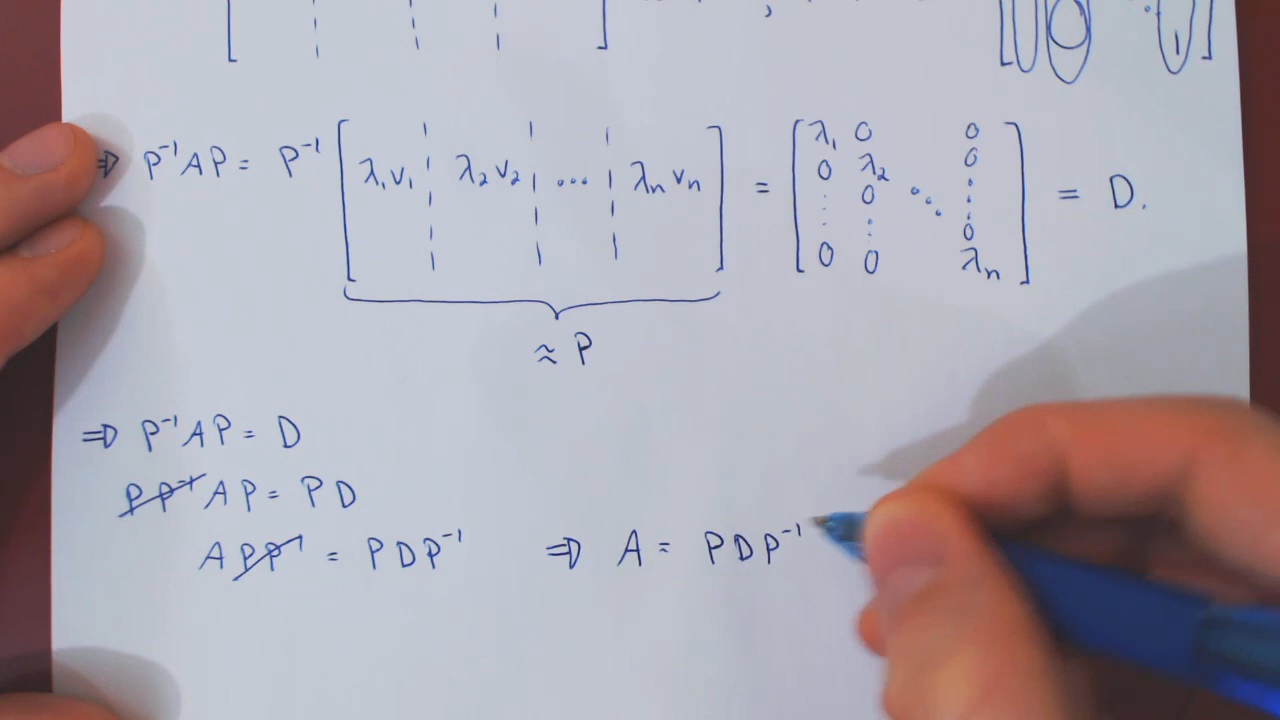 ⇒ P⁻¹AP = P⁻¹ [ λ₁v₁ ¦ λ₂v₂ ¦ ... ¦ λₙvₙ ] = [ λ₁ 0 0
0 λ₂ 0
⋮ 0 ⋱ ⋮
⋮ ⋮ 0
0 0 λₙ ] = D.
≈ P
⇒ P⁻¹AP = D
PP⁻¹AP = PD
APP⁻¹ = PDP⁻¹ ⇒ A = PDP⁻¹